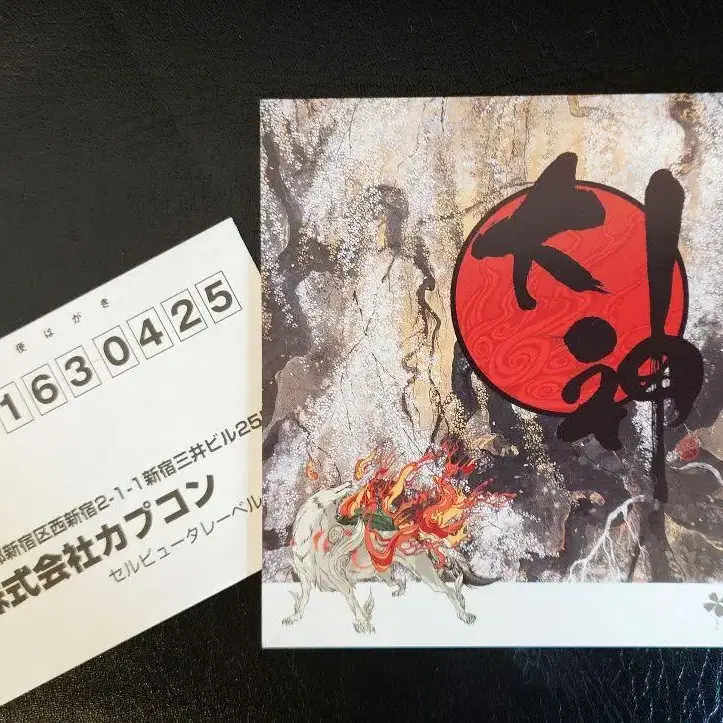 大神
便はがき
1630425
都新宿区西新宿2-1-1新宿三井ビル25
株式会社カプコン
セルピュータレーベル